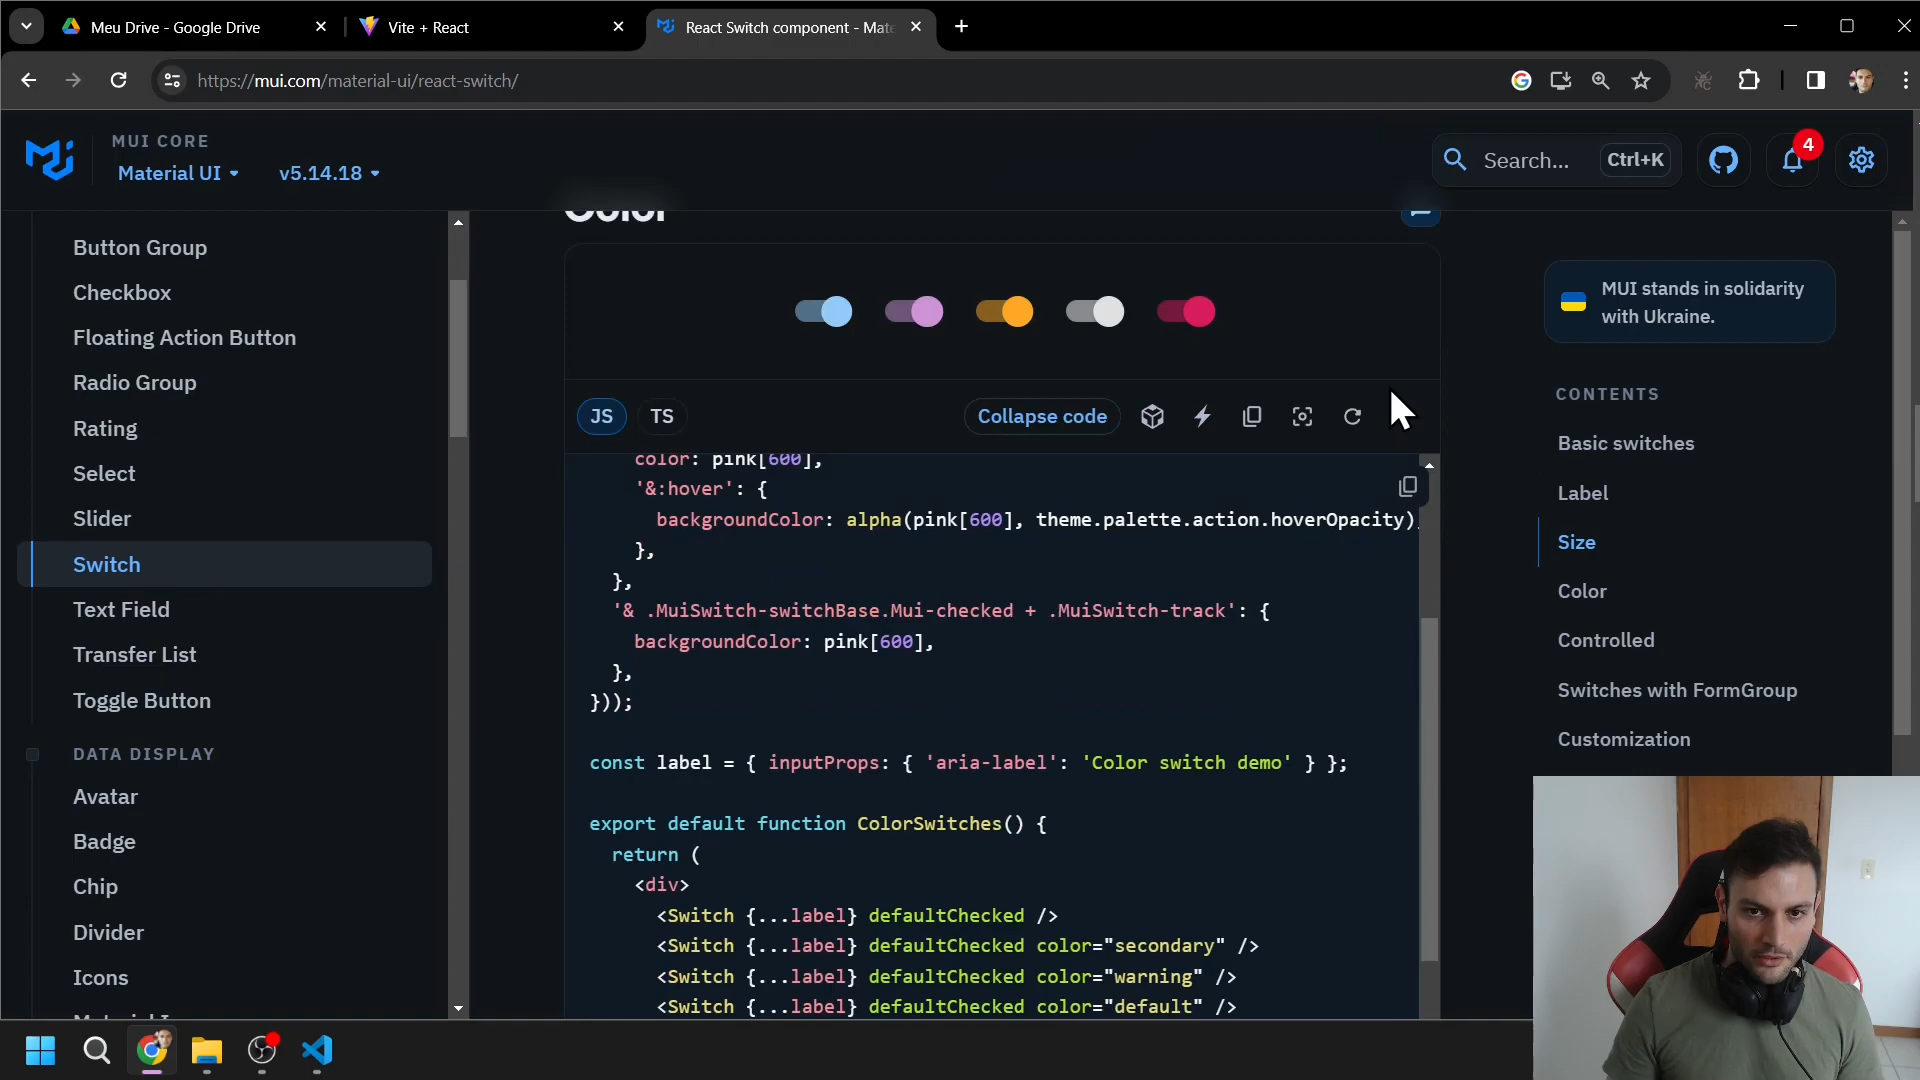 Meu Drive - Google Drive
Vite + React
React Switch component - Mate
https://mui.com/material-ui/react-switch/
MUI CORE
Material UI
v5.14.18
Search...
Ctrl+K
4
Button Group
Checkbox
Floating Action Button
Radio Group
Rating
Select
Slider
Switch
Text Field
Transfer List
Toggle Button
DATA DISPLAY
Avatar
Badge
Chip
Divider
Icons
Color
JS
TS
Collapse code
color: pink[600],
'&:hover': {
backgroundColor: alpha(pink[600], theme.palette.action.hoverOpacity),
},
},
'& .MuiSwitch-switchBase.Mui-checked + .MuiSwitch-track': {
backgroundColor: pink[600],
},
}));
const label = { inputProps: { 'aria-label': 'Color switch demo' } };
export default function ColorSwitches() {
return (
<div>
<Switch {...label} defaultChecked />
<Switch {...label} defaultChecked color="secondary" />
<Switch {...label} defaultChecked color="warning" />
<Switch {...label} defaultChecked color="default" />
MUI stands in solidarity
with Ukraine.
CONTENTS
Basic switches
Label
Size
Color
Controlled
Switches with FormGroup
Customization